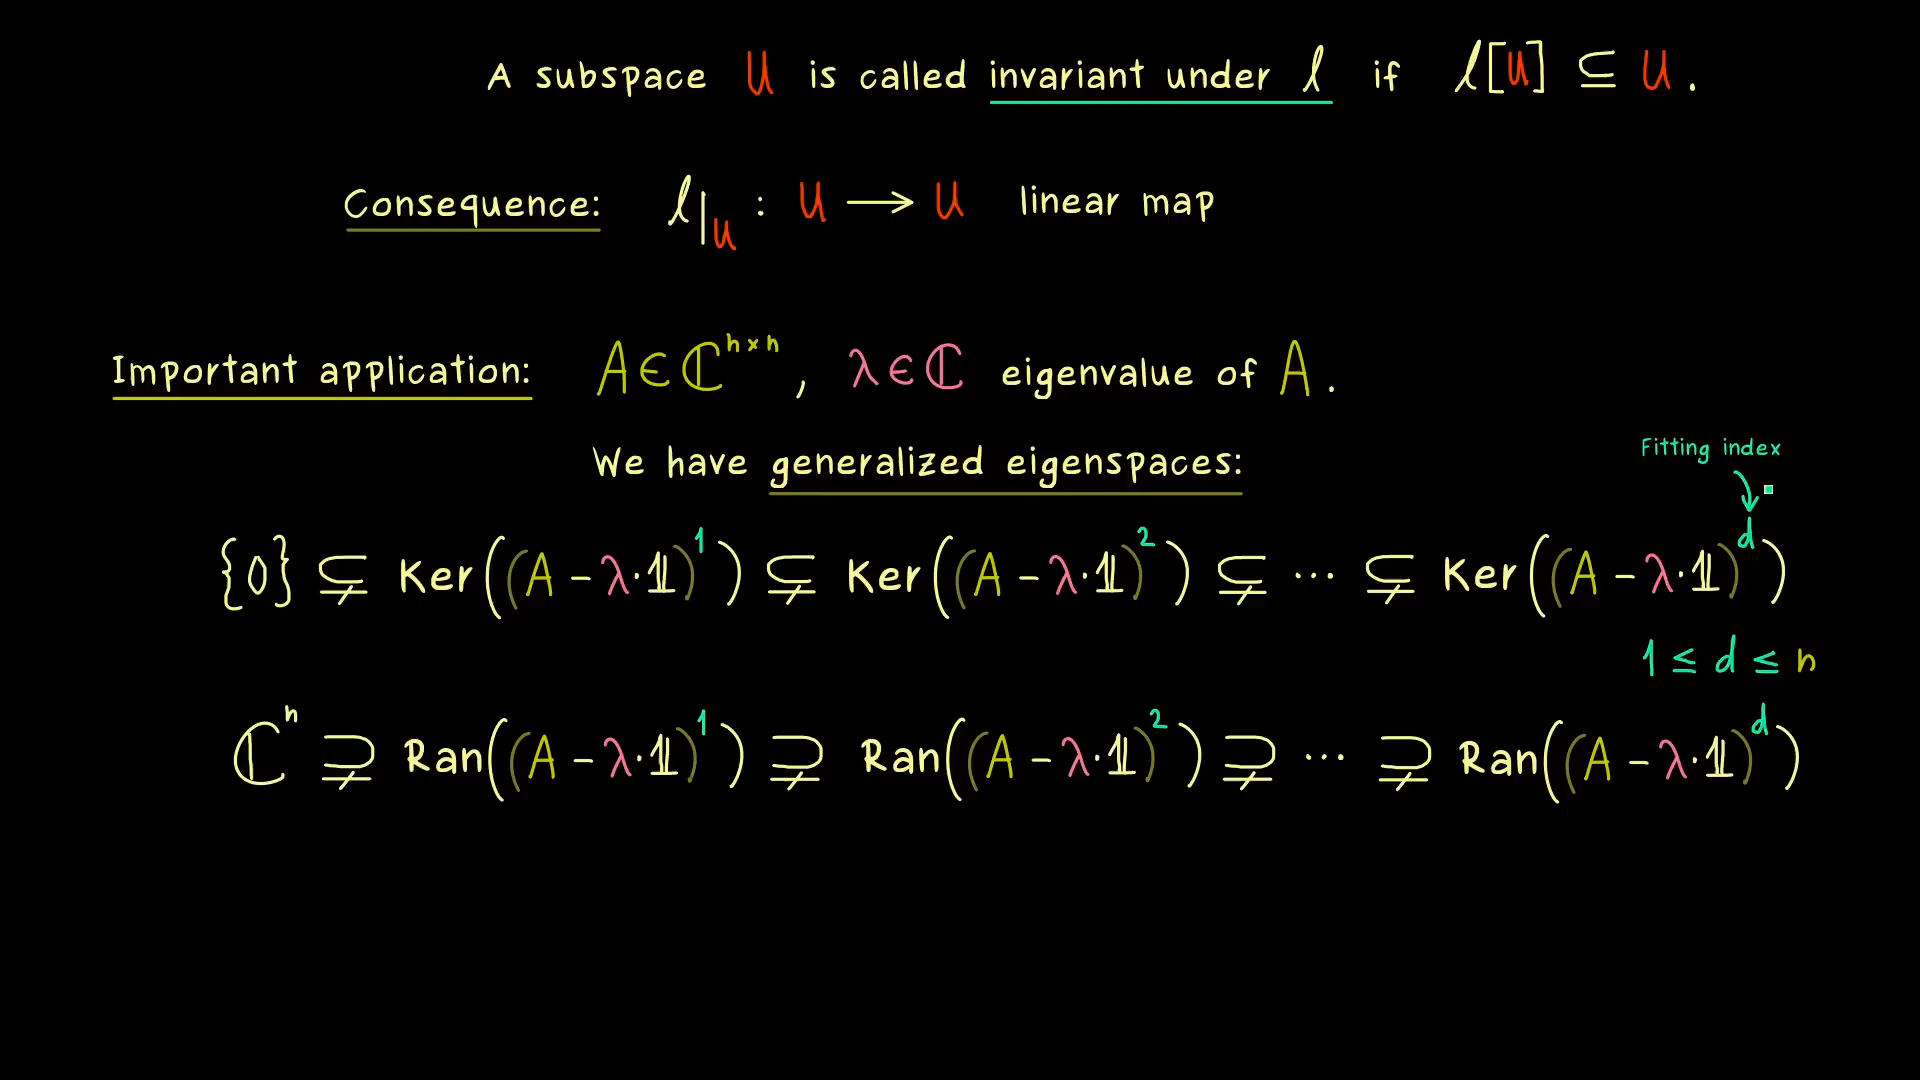 A subspace U is called invariant under ℓ if ℓ[U] ⊆ U.
Consequence: ℓ|_U : U ⟶ U linear map
Important application: A ∈ ℂ^{n×n}, λ ∈ ℂ eigenvalue of A.
We have generalized eigenspaces:
Fitting index
{0} ⊊ Ker((A − λ·𝟙)^1) ⊊ Ker((A − λ·𝟙)^2) ⊊ ⋯ ⊊ Ker((A − λ·𝟙)^d)
1 ≤ d ≤ n
ℂ^n ⊋ Ran((A − λ·𝟙)^1) ⊋ Ran((A − λ·𝟙)^2) ⊋ ⋯ ⊋ Ran((A − λ·𝟙)^d)